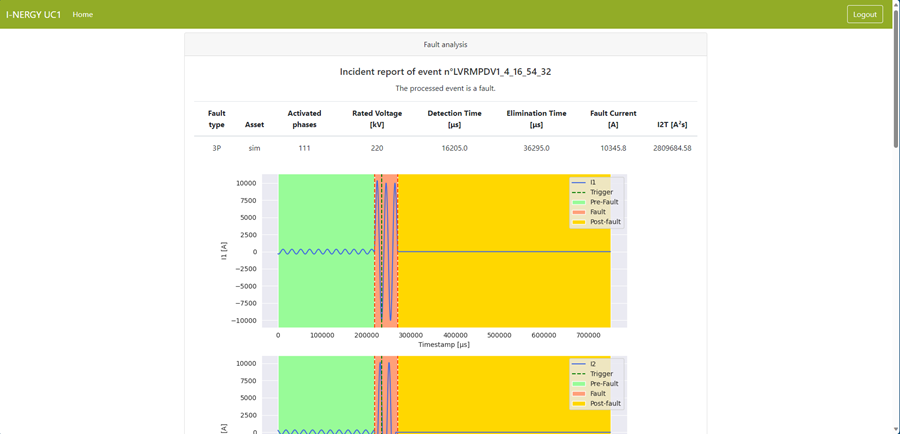 I-NERGY UC1 Home Logout
Fault analysis
Incident report of event n°LVRMPDV1_4_16_54_32
The processed event is a fault.
Fault type Asset Activated phases Rated Voltage [kV] Detection Time [µs] Elimination Time [µs] Fault Current [A] I2T [A²s]
3P sim 111 220 16205.0 36295.0 10345.8 2809684.58
I1
Trigger
Pre-Fault
Fault
Post-fault
10000
7500
5000
2500
0
−2500
−5000
−7500
−10000
I1 [A]
0 100000 200000 300000 400000 500000 600000 700000
Timestamp [µs]
I2
Trigger
Pre-Fault
Fault
Post-fault
10000
7500
5000
2500
0
[A]